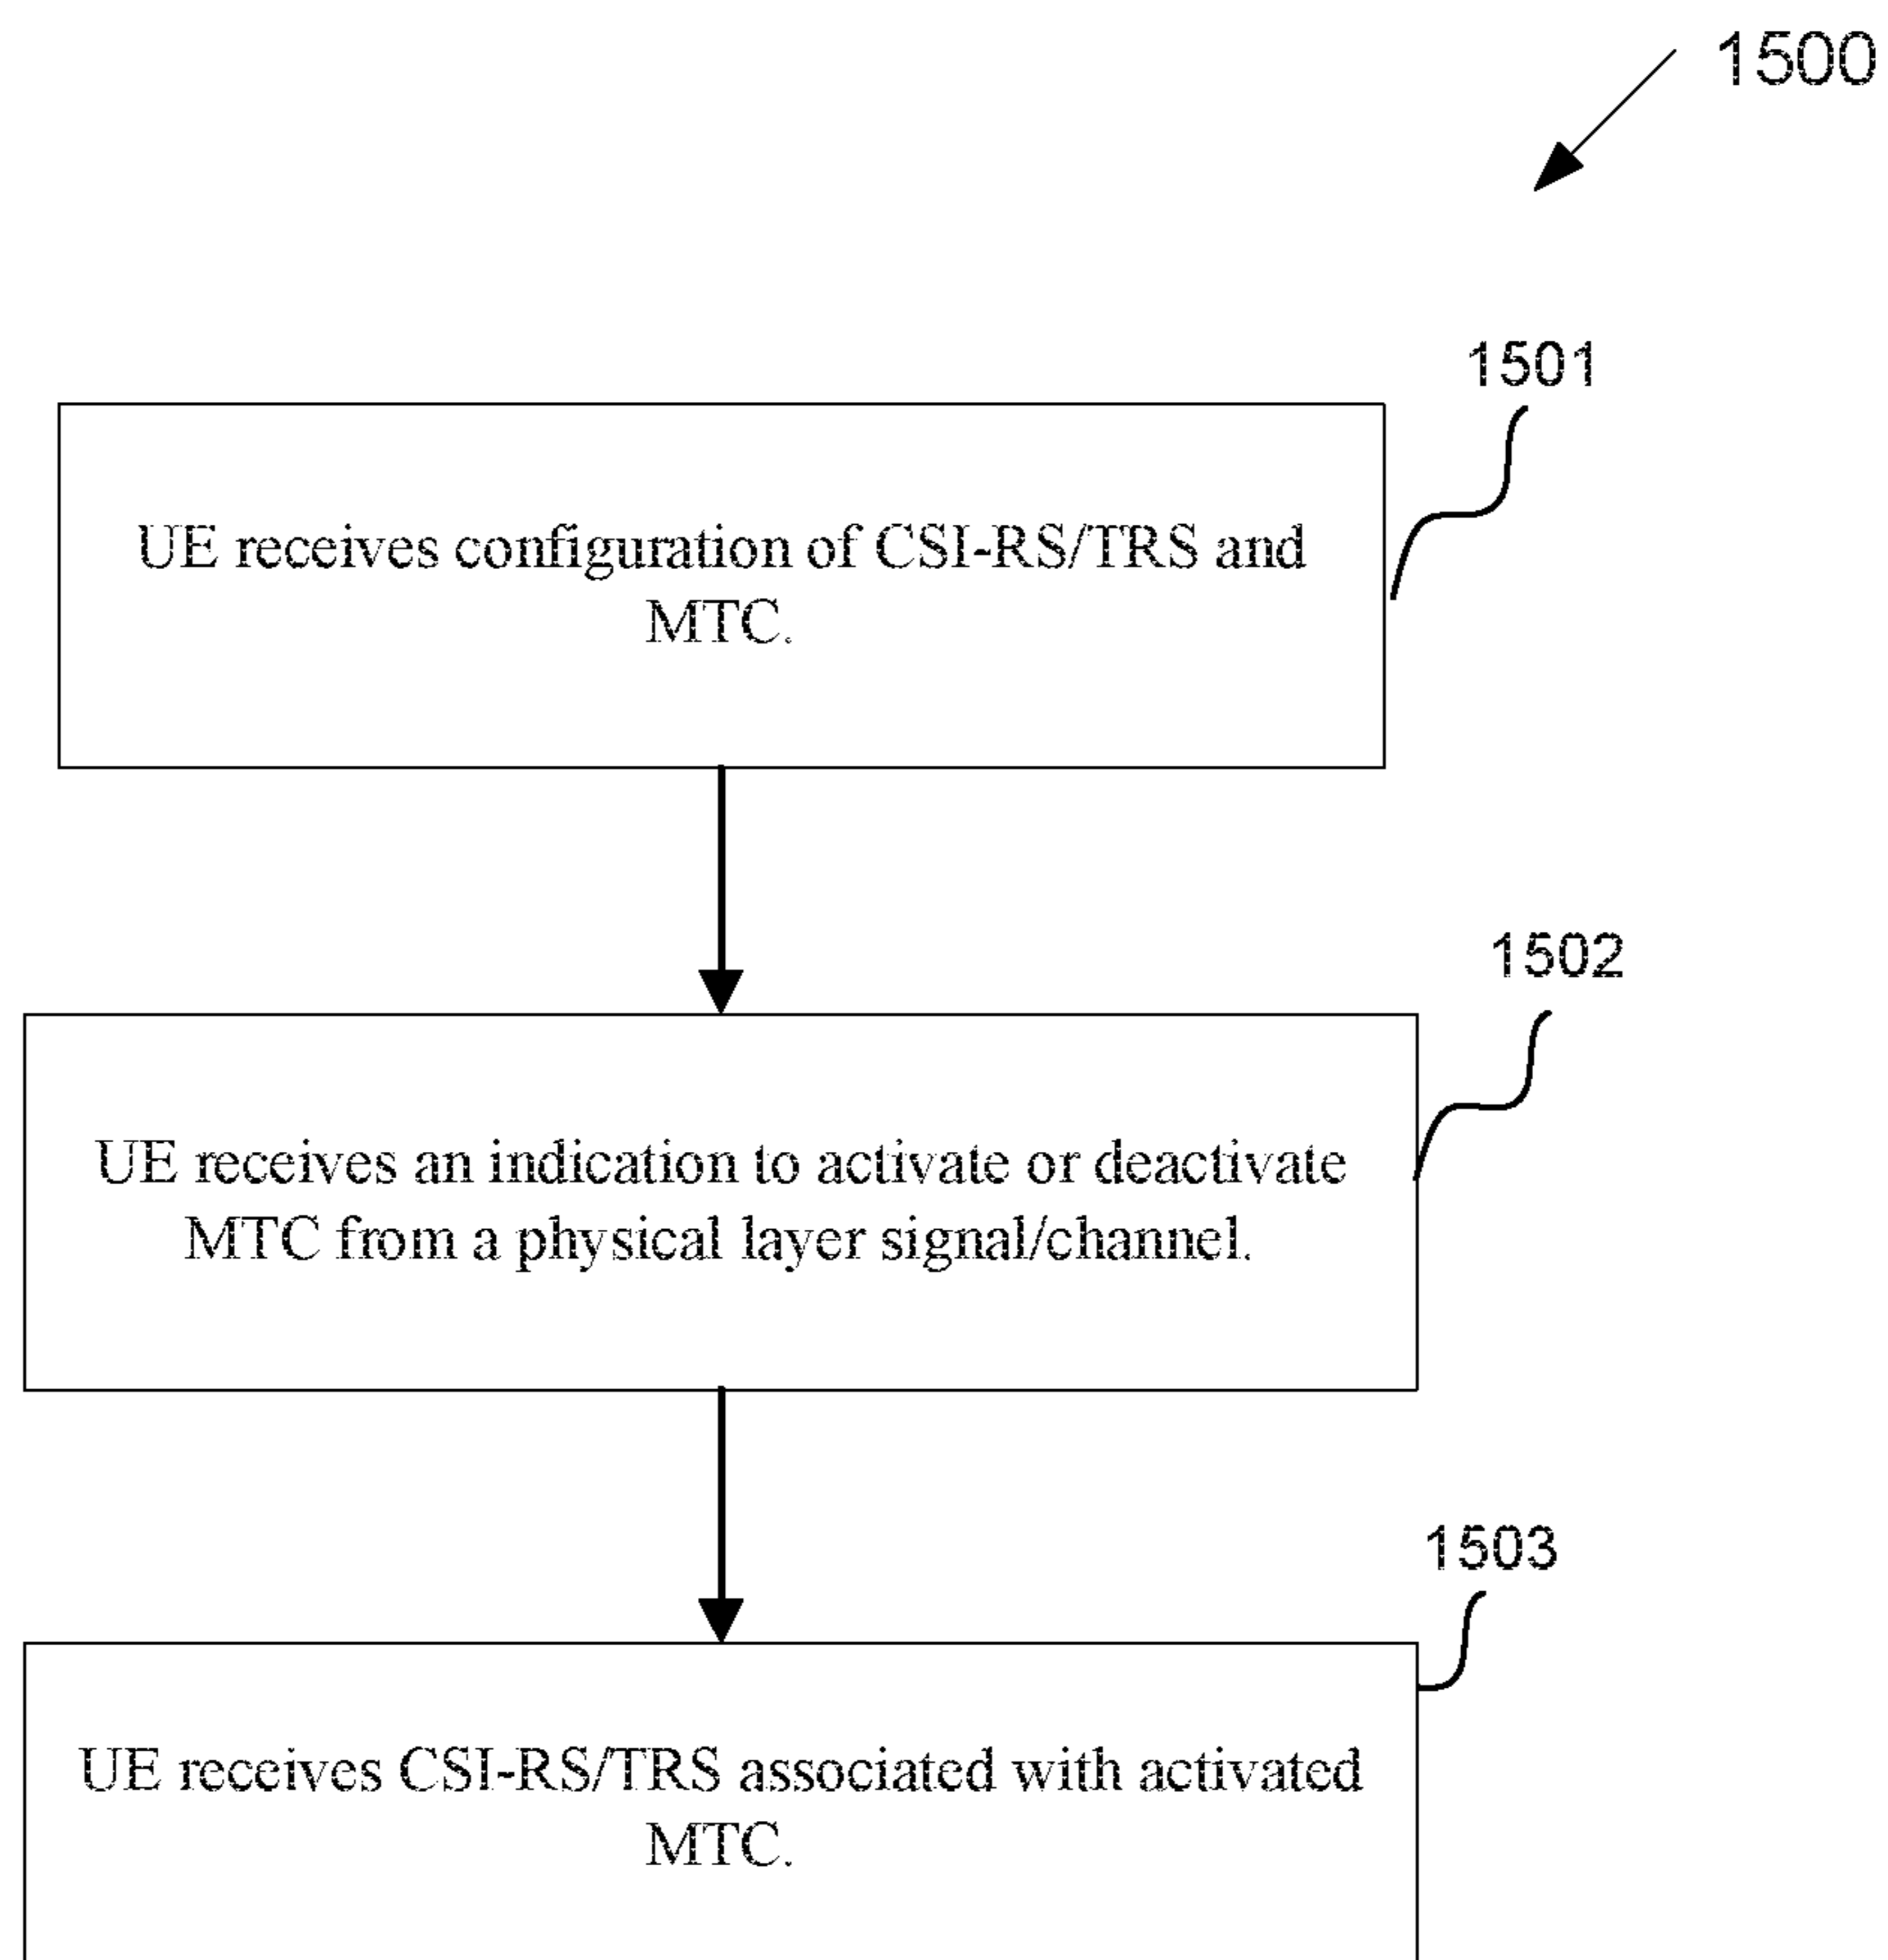 1500
1501
UE receives configuration of CSI-RS/TRS and
MTC.
1502
UE receives an indication to activate or deactivate
MTC from a physical layer signal/channel.
1503
UE receives CSI-RS/TRS associated with activated
MTC.